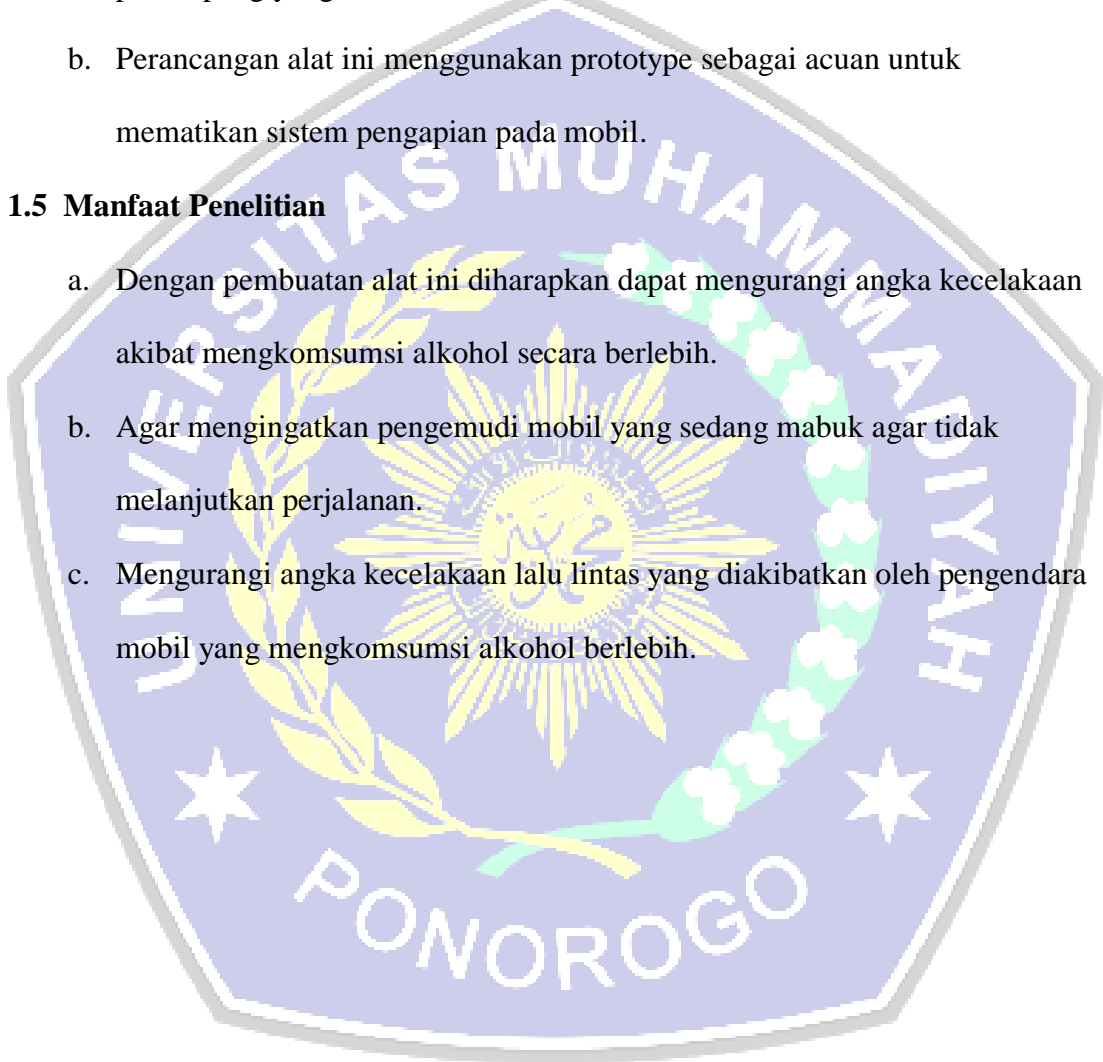 b. Perancangan alat ini menggunakan prototype sebagai acuan untuk
mematikan sistem pengapian pada mobil.
1.5 Manfaat Penelitian
a. Dengan pembuatan alat ini diharapkan dapat mengurangi angka kecelakaan
akibat mengkomsumsi alkohol secara berlebih.
b. Agar mengingatkan pengemudi mobil yang sedang mabuk agar tidak
melanjutkan perjalanan.
c. Mengurangi angka kecelakaan lalu lintas yang diakibatkan oleh pengendara
mobil yang mengkomsumsi alkohol berlebih.
UNIVERSITAS MUHAMMADIYAH
PONOROGO